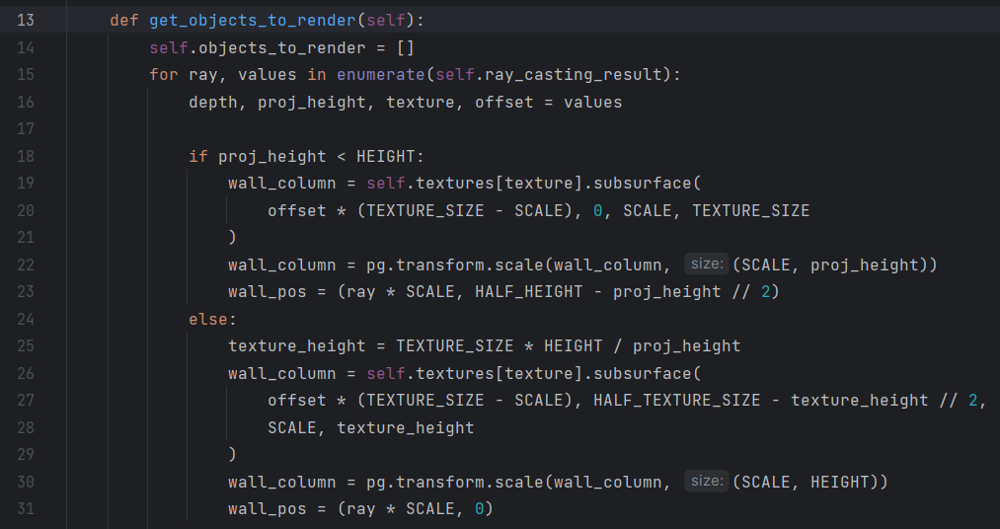 13 def get_objects_to_render(self):
14 self.objects_to_render = []
15 for ray, values in enumerate(self.ray_casting_result):
16 depth, proj_height, texture, offset = values
17
18 if proj_height < HEIGHT:
19 wall_column = self.textures[texture].subsurface(
20 offset * (TEXTURE_SIZE - SCALE), 0, SCALE, TEXTURE_SIZE
21 )
22 wall_column = pg.transform.scale(wall_column, size: (SCALE, proj_height))
23 wall_pos = (ray * SCALE, HALF_HEIGHT - proj_height // 2)
24 else:
25 texture_height = TEXTURE_SIZE * HEIGHT / proj_height
26 wall_column = self.textures[texture].subsurface(
27 offset * (TEXTURE_SIZE - SCALE), HALF_TEXTURE_SIZE - texture_height // 2,
28 SCALE, texture_height
29 )
30 wall_column = pg.transform.scale(wall_column, size: (SCALE, HEIGHT))
31 wall_pos = (ray * SCALE, 0)